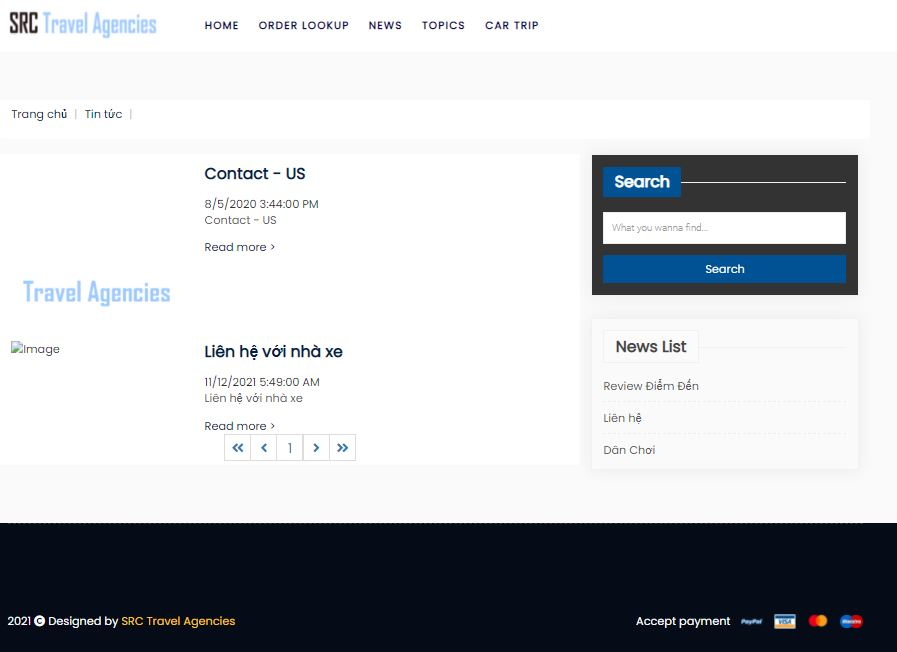 SRC Travel Agencies
HOME ORDER LOOKUP NEWS TOPICS CAR TRIP
Trang chủ | Tin tức |
Contact - US
8/5/2020 3:44:00 PM
Contact - US
Read more >
Travel Agencies
Image
Liên hệ với nhà xe
11/12/2021 5:49:00 AM
Liên hệ với nhà xe
Read more >
« ‹ 1 › »
Search
What you wanna find...
Search
News List
Review Điểm Đến
Liên hệ
Dân Chơi
2021 © Designed by SRC Travel Agencies
Accept payment PayPal VISA